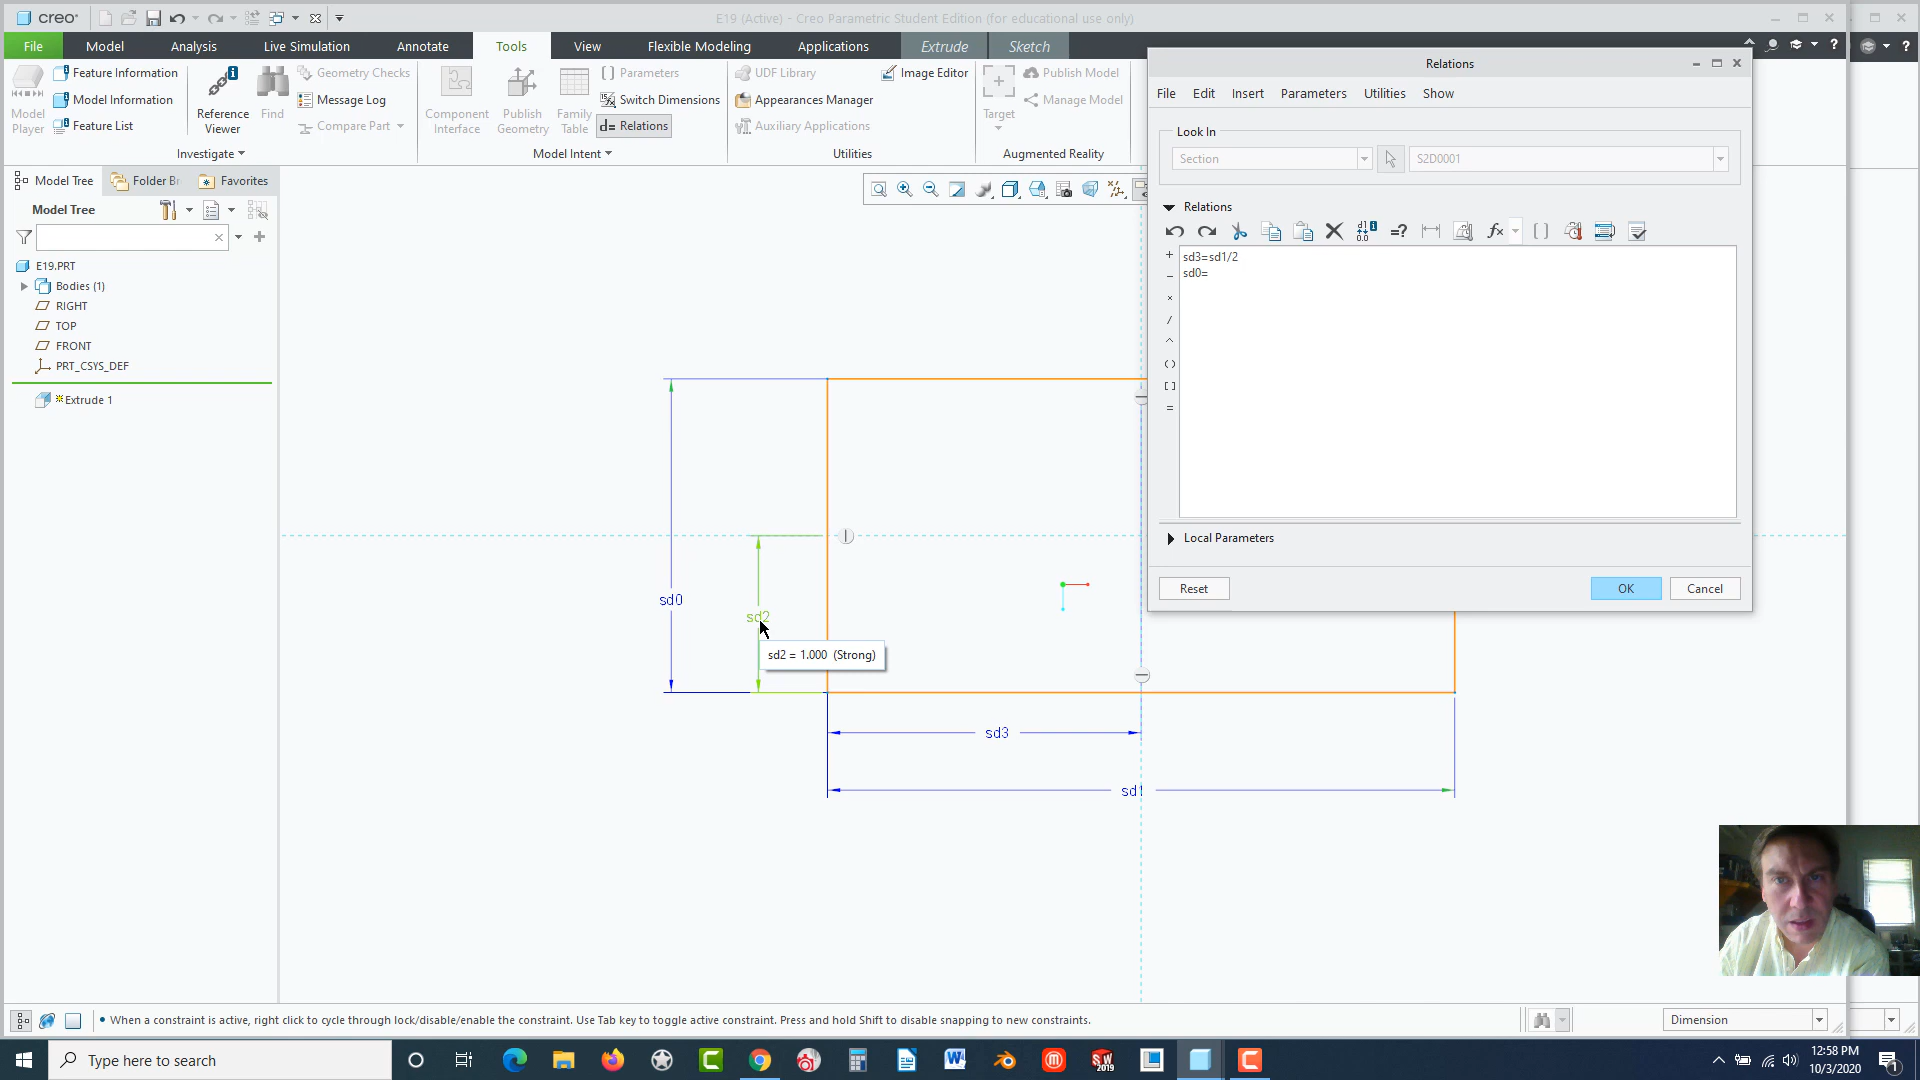 creo
E19 (Active) - Creo Parametric Student Edition (for educational use only)
File
Model
Analysis
Live Simulation
Annotate
Tools
View
Flexible Modeling
Applications
Extrude
Sketch
Model Player
Feature Information
Model Information
Feature List
Reference Viewer
Find
Geometry Checks
Message Log
Compare Part
Investigate
Component Interface
Publish Geometry
Family Table
Parameters
Switch Dimensions
d= Relations
Model Intent
UDF Library
Appearances Manager
Auxiliary Applications
Utilities
Image Editor
Target
Publish Model
Manage Model
Augmented Reality
Model Tree
Folder Br
Favorites
Model Tree
E19.PRT
Bodies (1)
RIGHT
TOP
FRONT
PRT_CSYS_DEF
Extrude 1
Relations
File
Edit
Insert
Parameters
Utilities
Show
Look In
Section
S2D0001
Relations
sd3=sd1/2
sd0=
Local Parameters
Reset
OK
Cancel
sd0
sd2
sd2 = 1.000 (Strong)
sd3
sd1
• When a constraint is active, right click to cycle through lock/disable/enable the constraint. Use Tab key to toggle active constraint. Press and hold Shift to disable snapping to new constraints.
Dimension
Type here to search
12:58 PM
10/3/2020